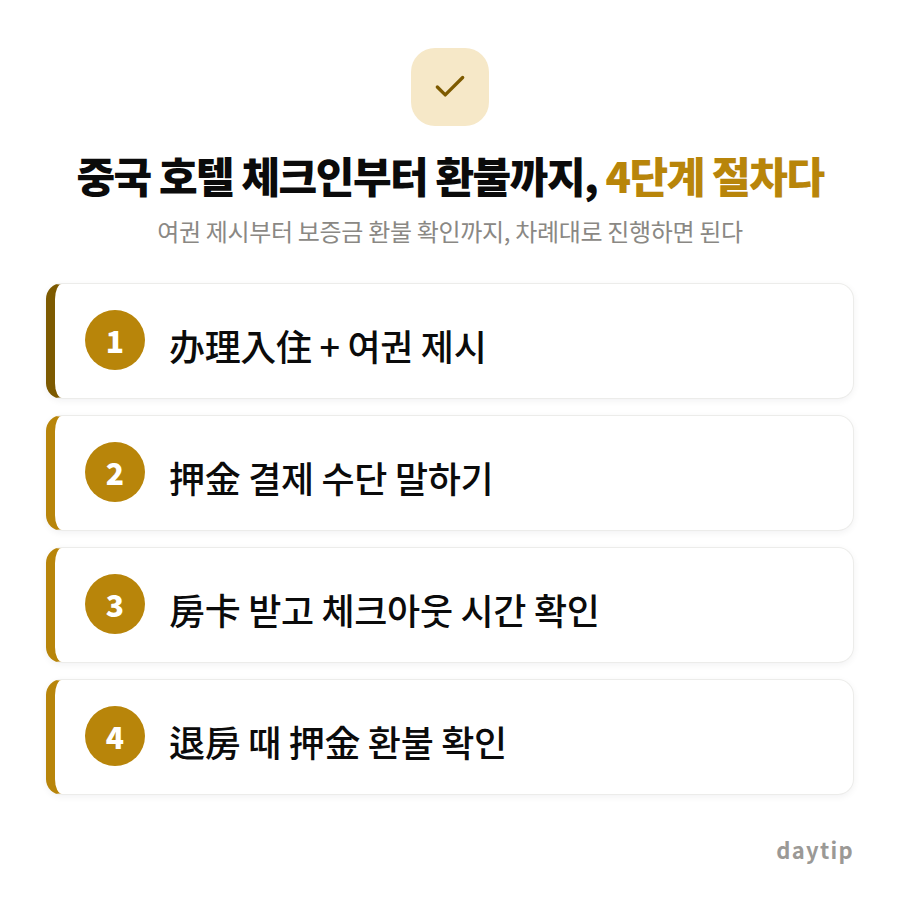 중국 호텔 체크인부터 환불까지, 4단계 절차다
여권 제시부터 보증금 환불 확인까지, 차례대로 진행하면 된다
1 办理入住 + 여권 제시
2 押金 결제 수단 말하기
3 房卡 받고 체크아웃 시간 확인
4 退房 때 押金 환불 확인
daytip